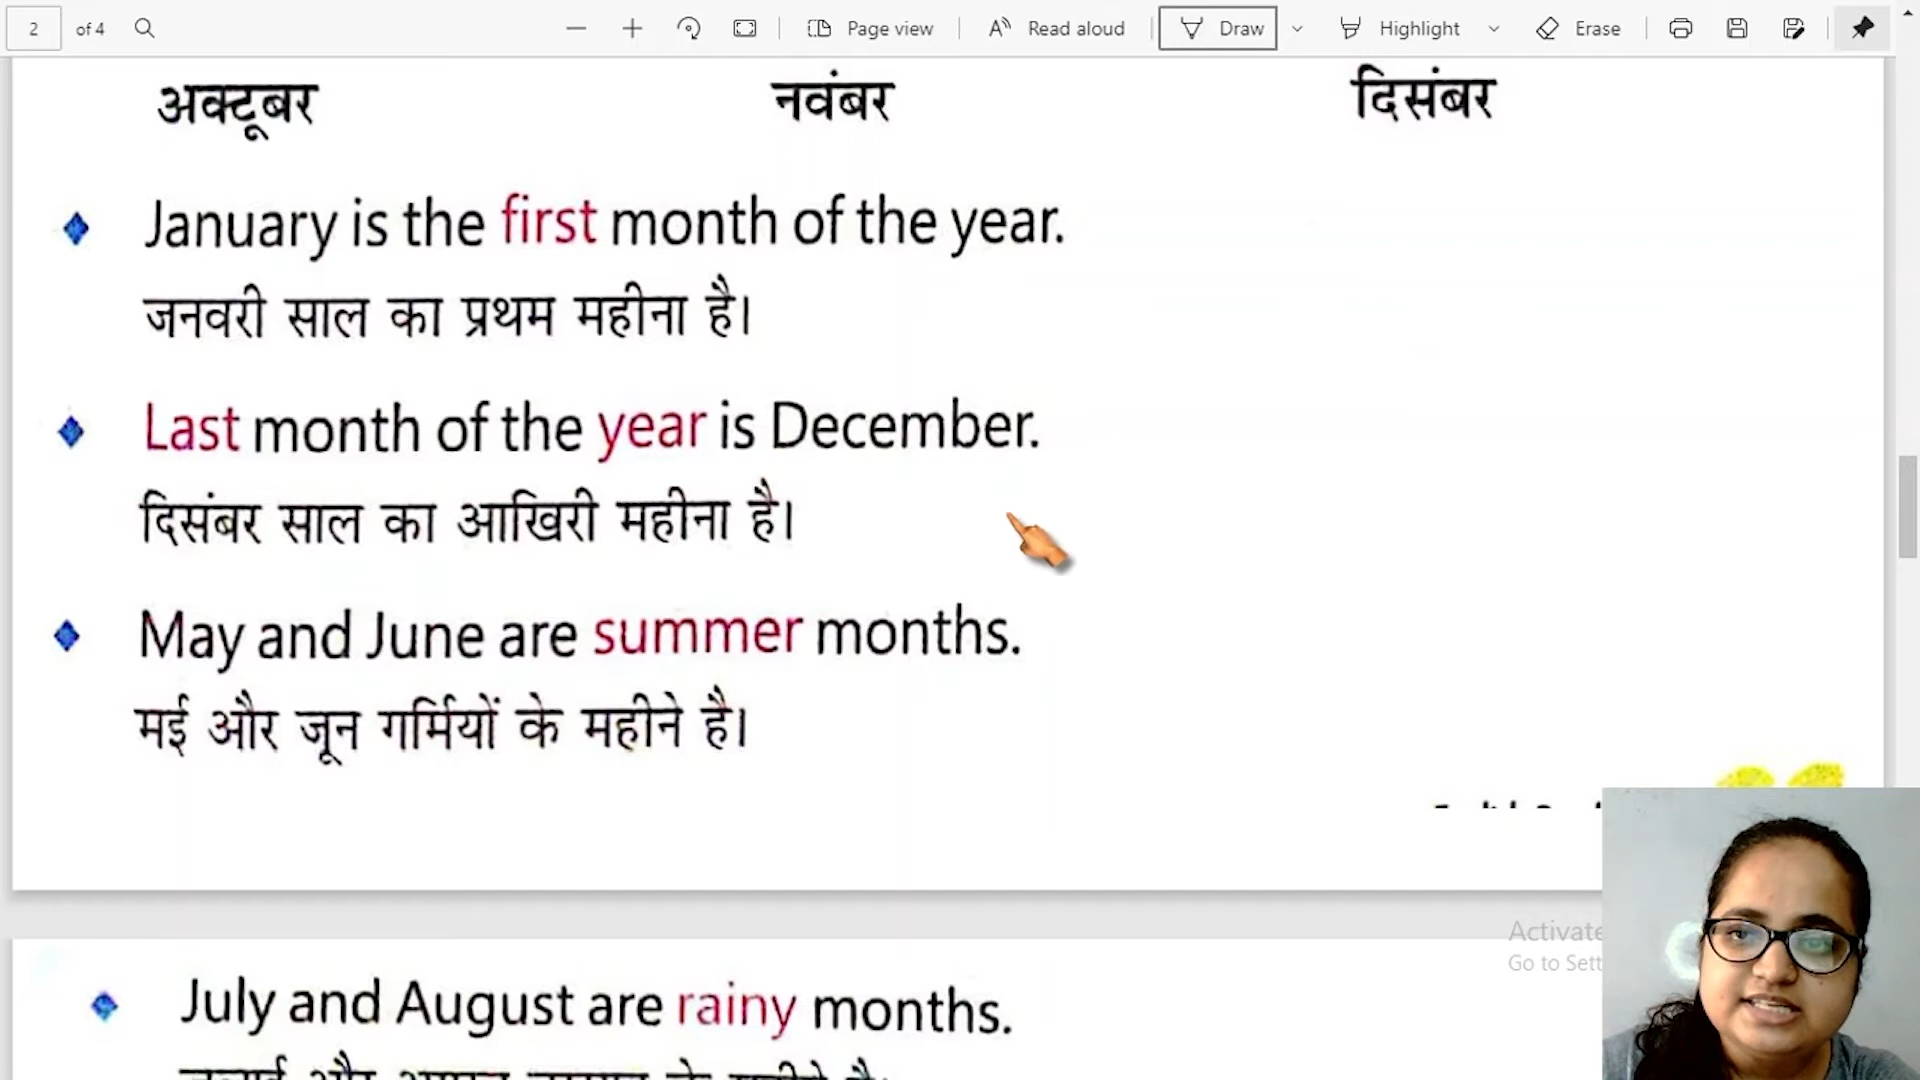 2 of 4 Page view Read aloud Draw Highlight Erase
अक्टूबर नवंबर दिसंबर
January is the first month of the year.
जनवरी साल का प्रथम महीना है।
Last month of the year is December.
दिसंबर साल का आखिरी महीना है।
May and June are summer months.
मई और जून गर्मियों के महीने है।
Activate
Go to Sett
July and August are rainy months.